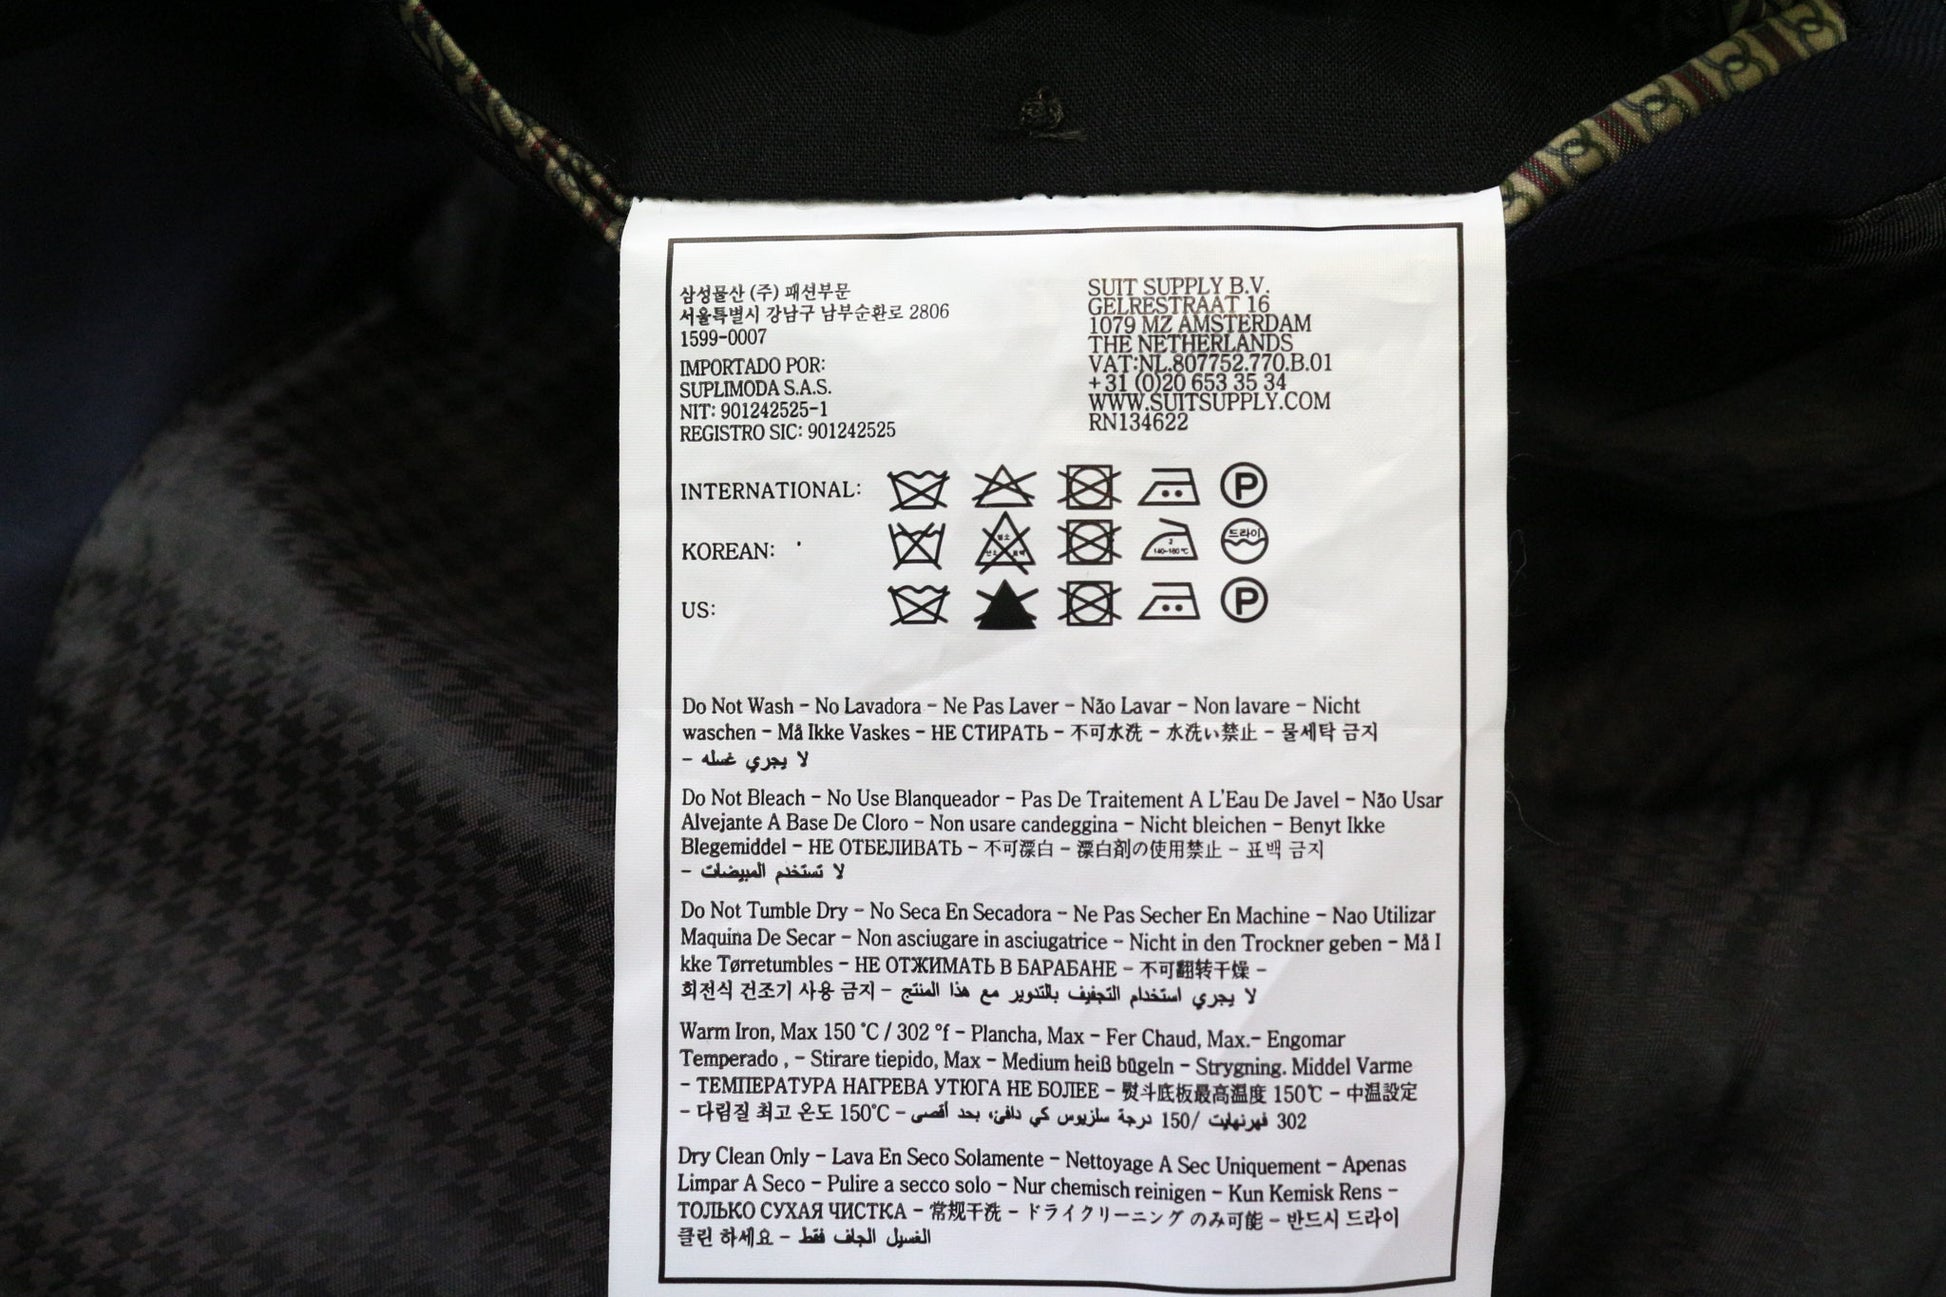 삼성물산 (주) 패션부문
서울특별시 강남구 남부순환로 2806
1599-0007
IMPORTADO POR:
SUPLIMODA S.A.S.
NIT: 901242525-1
REGISTRO SIC: 901242525
SUIT SUPPLY B.V.
GELRESTRAAT 16
1079 MZ AMSTERDAM
THE NETHERLANDS
VAT:NL.807752.770.B.01
+31 (0)20 653 35 34
WWW.SUITSUPPLY.COM
RN134622
INTERNATIONAL:
P
KOREAN:
염소
산소 표백
2
140~160°C
드라이
US:
P
Do Not Wash - No Lavadora - Ne Pas Laver - Não Lavar - Non lavare - Nicht
waschen - Må Ikke Vaskes - НЕ СТИРАТЬ - 不可水洗 - 水洗い禁止 - 물세탁 금지
- لا يجري غسله
Do Not Bleach - No Use Blanqueador - Pas De Traitement A L'Eau De Javel - Não Usar
Alvejante A Base De Cloro - Non usare candeggina - Nicht bleichen - Benyt Ikke
Blegemiddel - НЕ ОТБЕЛИВАТЬ - 不可漂白 - 漂白剤の使用禁止 - 표백 금지
- لا تستخدم المبيضات
Do Not Tumble Dry - No Seca En Secadora - Ne Pas Secher En Machine - Nao Utilizar
Maquina De Secar - Non asciugare in asciugatrice - Nicht in den Trockner geben - Må I
kke Tørretumbles - НЕ ОТЖИМАТЬ В БАРАБАНЕ - 不可翻转干燥 -
회전식 건조기 사용 금지 - لا يجري استخدام التجفيف بالتدوير مع هذا المنتج
Warm Iron, Max 150 °C / 302 °f - Plancha, Max - Fer Chaud, Max.- Engomar
Temperado , - Stirare tiepido, Max - Medium heiß bügeln - Strygning. Middel Varme
- ТЕМПЕРАТУРА НАГРЕВА УТЮГА НЕ БОЛЕЕ - 熨斗底板最高温度 150℃ - 中温設定
- 다림질 최고 온도 150℃ - كي دافئ، بحد أقصى 150 درجة سلزيوس/ 302 فهرنهايت
Dry Clean Only - Lava En Seco Solamente - Nettoyage A Sec Uniquement - Apenas
Limpar A Seco - Pulire a secco solo - Nur chemisch reinigen - Kun Kemisk Rens -
ТОЛЬКО СУХАЯ ЧИСТКА - 常规干洗 - ドライクリーニング のみ可能 - 반드시 드라이
클린 하세요 - الغسيل الجاف فقط